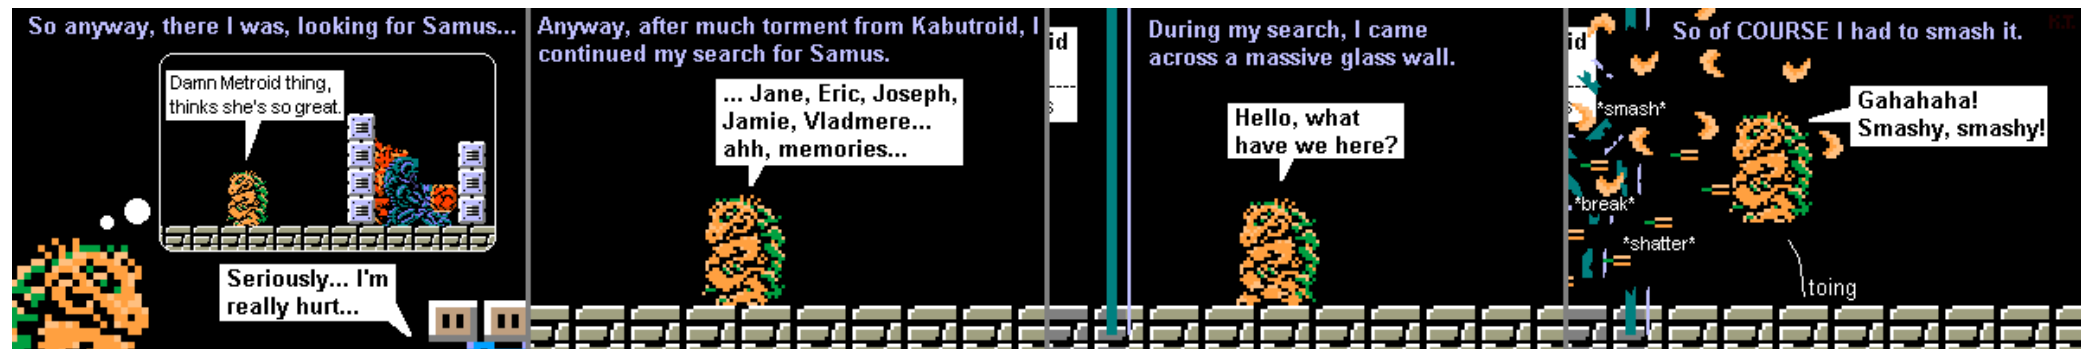 So anyway, there I was, looking for Samus...
Damn Metroid thing,
thinks she's so great.
Seriously... I'm
really hurt...
Anyway, after much torment from Kabutroid, I
continued my search for Samus.
... Jane, Eric, Joseph,
Jamie, Vladmere...
ahh, memories...
id
s
During my search, I came
across a massive glass wall.
Hello, what
have we here?
So of COURSE I had to smash it.
id
s
*smash*
*break*
*shatter*
Gahahaha!
Smashy, smashy!
toing